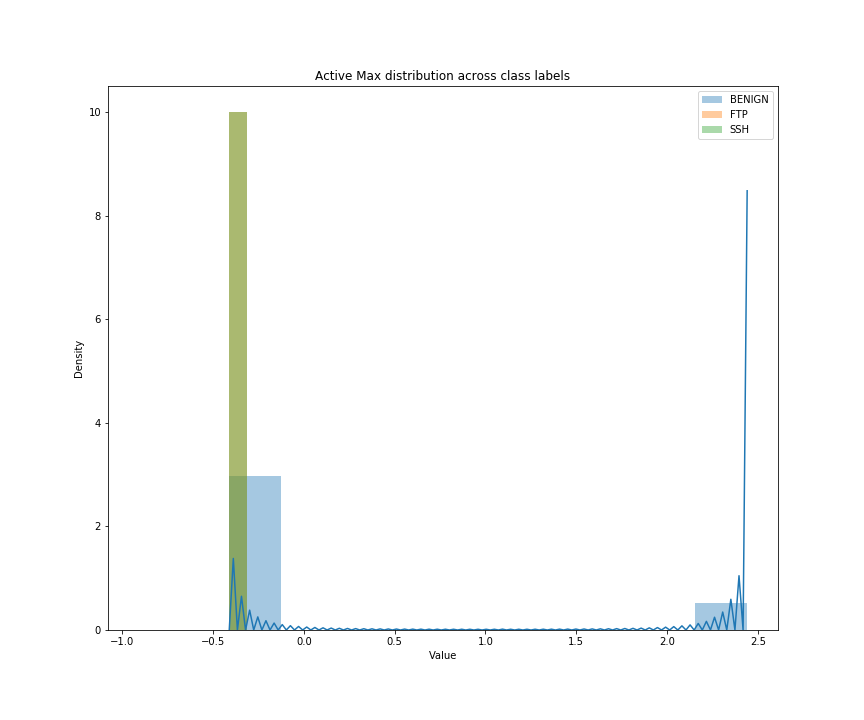 Active Max distribution across class labels
BENIGN
FTP
SSH
10
8
6
4
2
0
Density
−1.0 −0.5 0.0 0.5 1.0 1.5 2.0 2.5
Value